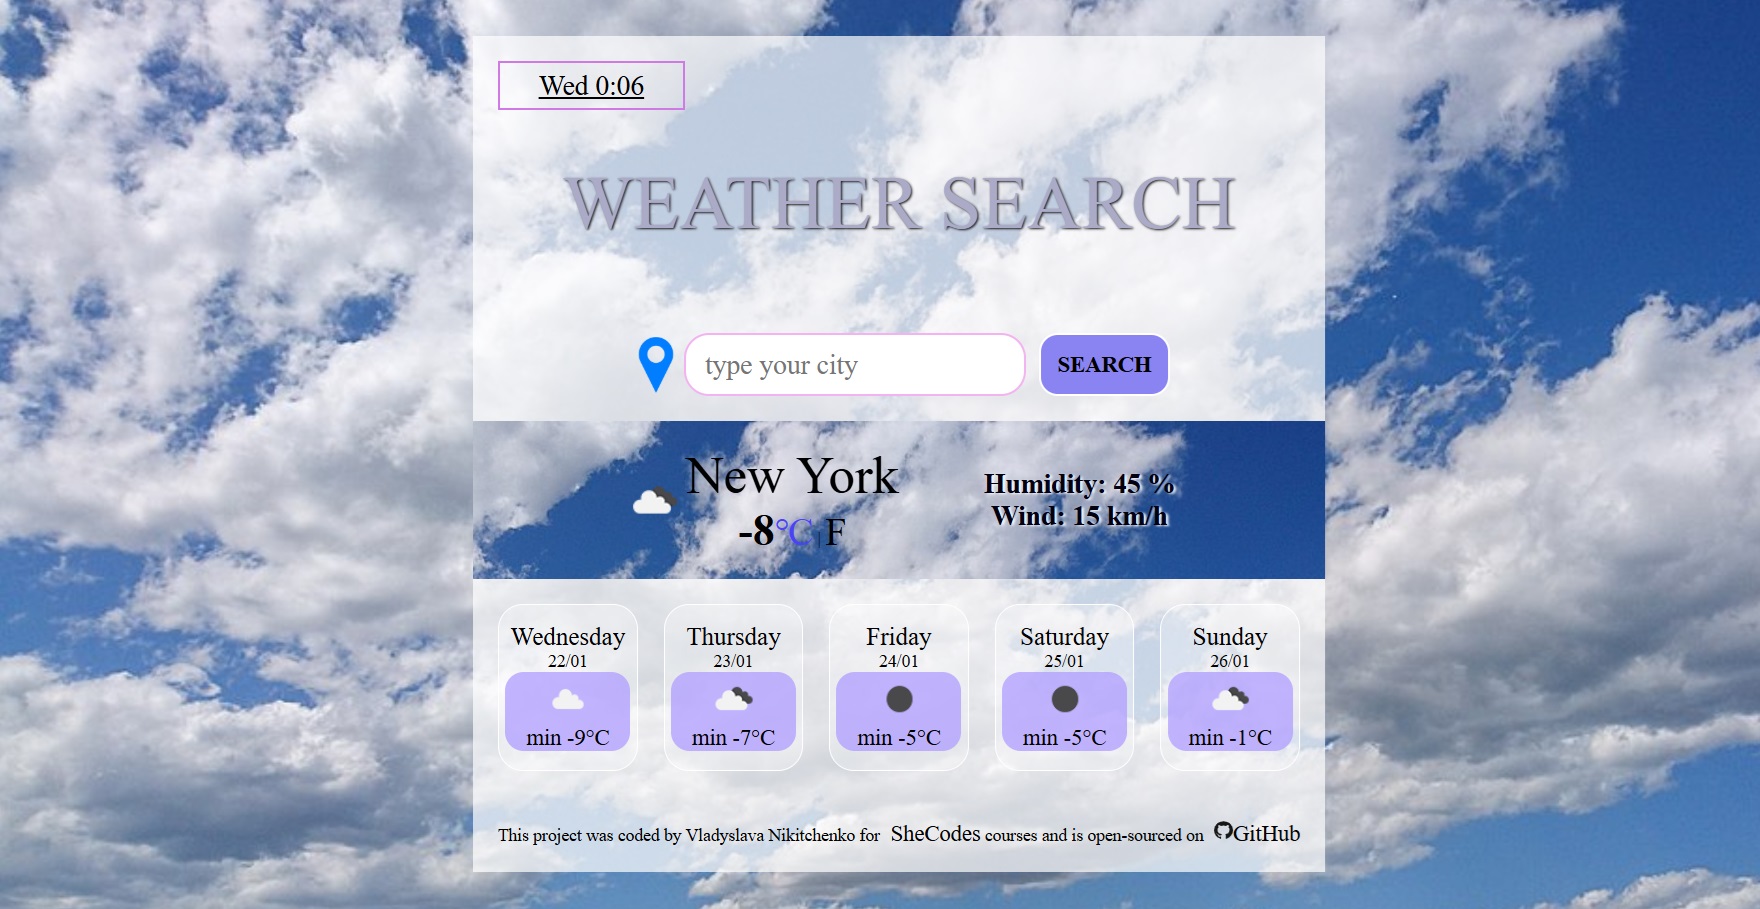 Wed 0:06
WEATHER SEARCH
type your city
SEARCH
New York
-8°C | F
Humidity: 45 %
Wind: 15 km/h
Wednesday
22/01
min -9°C
Thursday
23/01
min -7°C
Friday
24/01
min -5°C
Saturday
25/01
min -5°C
Sunday
26/01
min -1°C
This project was coded by Vladyslava Nikitchenko for SheCodes courses and is open-sourced on GitHub